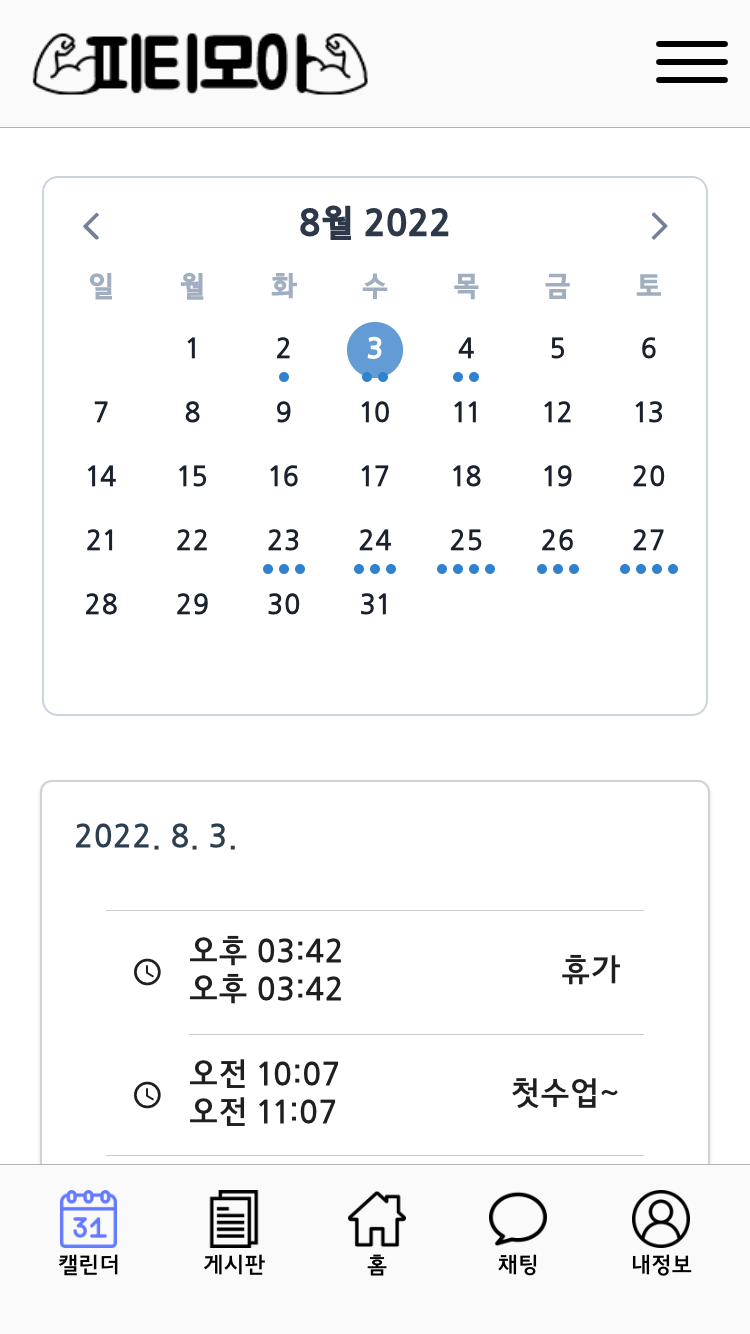 피티모아
8월 2022
일 월 화 수 목 금 토
1 2 3 4 5 6
7 8 9 10 11 12 13
14 15 16 17 18 19 20
21 22 23 24 25 26 27
28 29 30 31
2022. 8. 3.
오후 03:42
오후 03:42
휴가
오전 10:07
오전 11:07
첫수업~
31
캘린더 게시판 홈 채팅 내정보